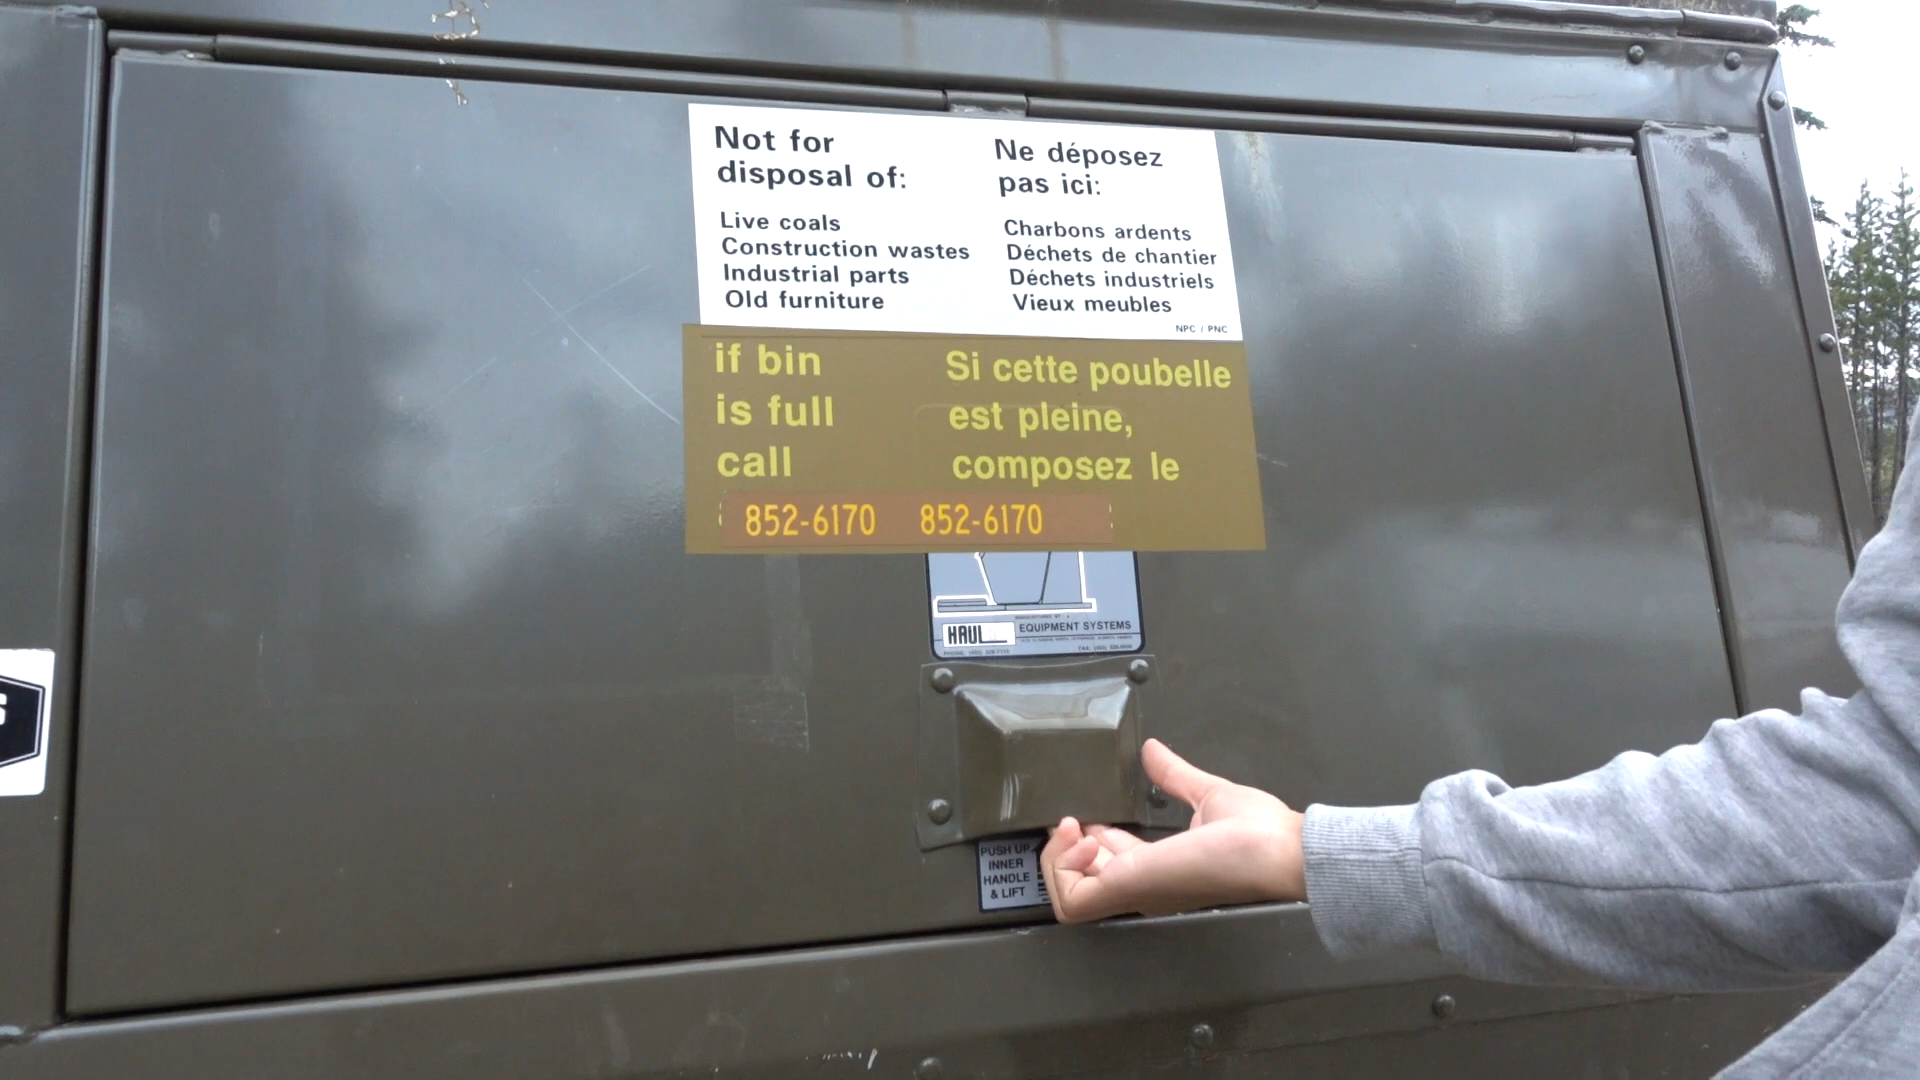 Not for
disposal of:
Live coals
Construction wastes
Industrial parts
Old furniture
Ne déposez
pas ici:
Charbons ardents
Déchets de chantier
Déchets industriels
Vieux meubles
NPC / PNC
if bin
is full
call
852-6170
Si cette poubelle
est pleine,
composez le
852-6170
HAUL
EQUIPMENT SYSTEMS
PUSH UP
INNER
HANDLE
& LIFT
S